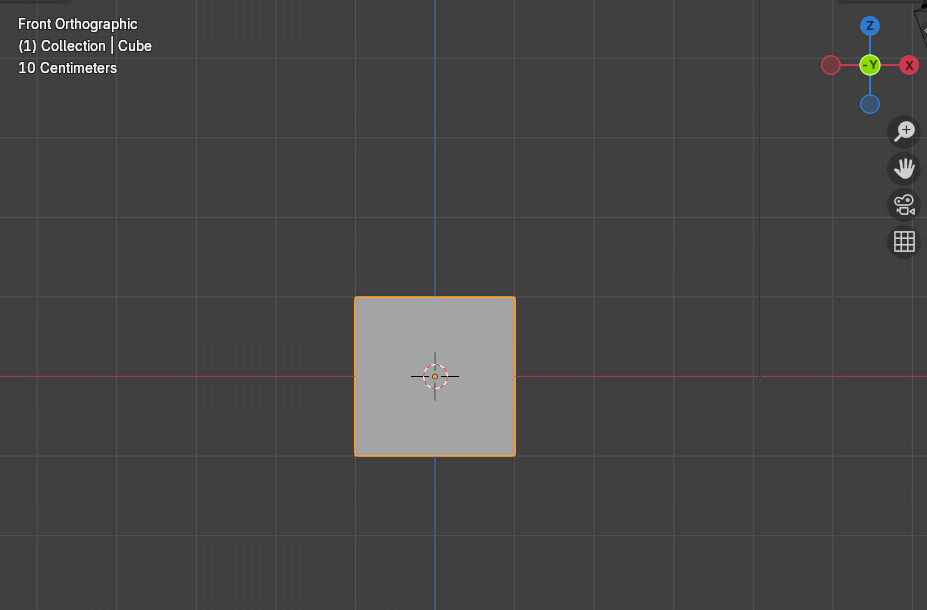 Front Orthographic
(1) Collection | Cube
10 Centimeters
Z
-Y
X